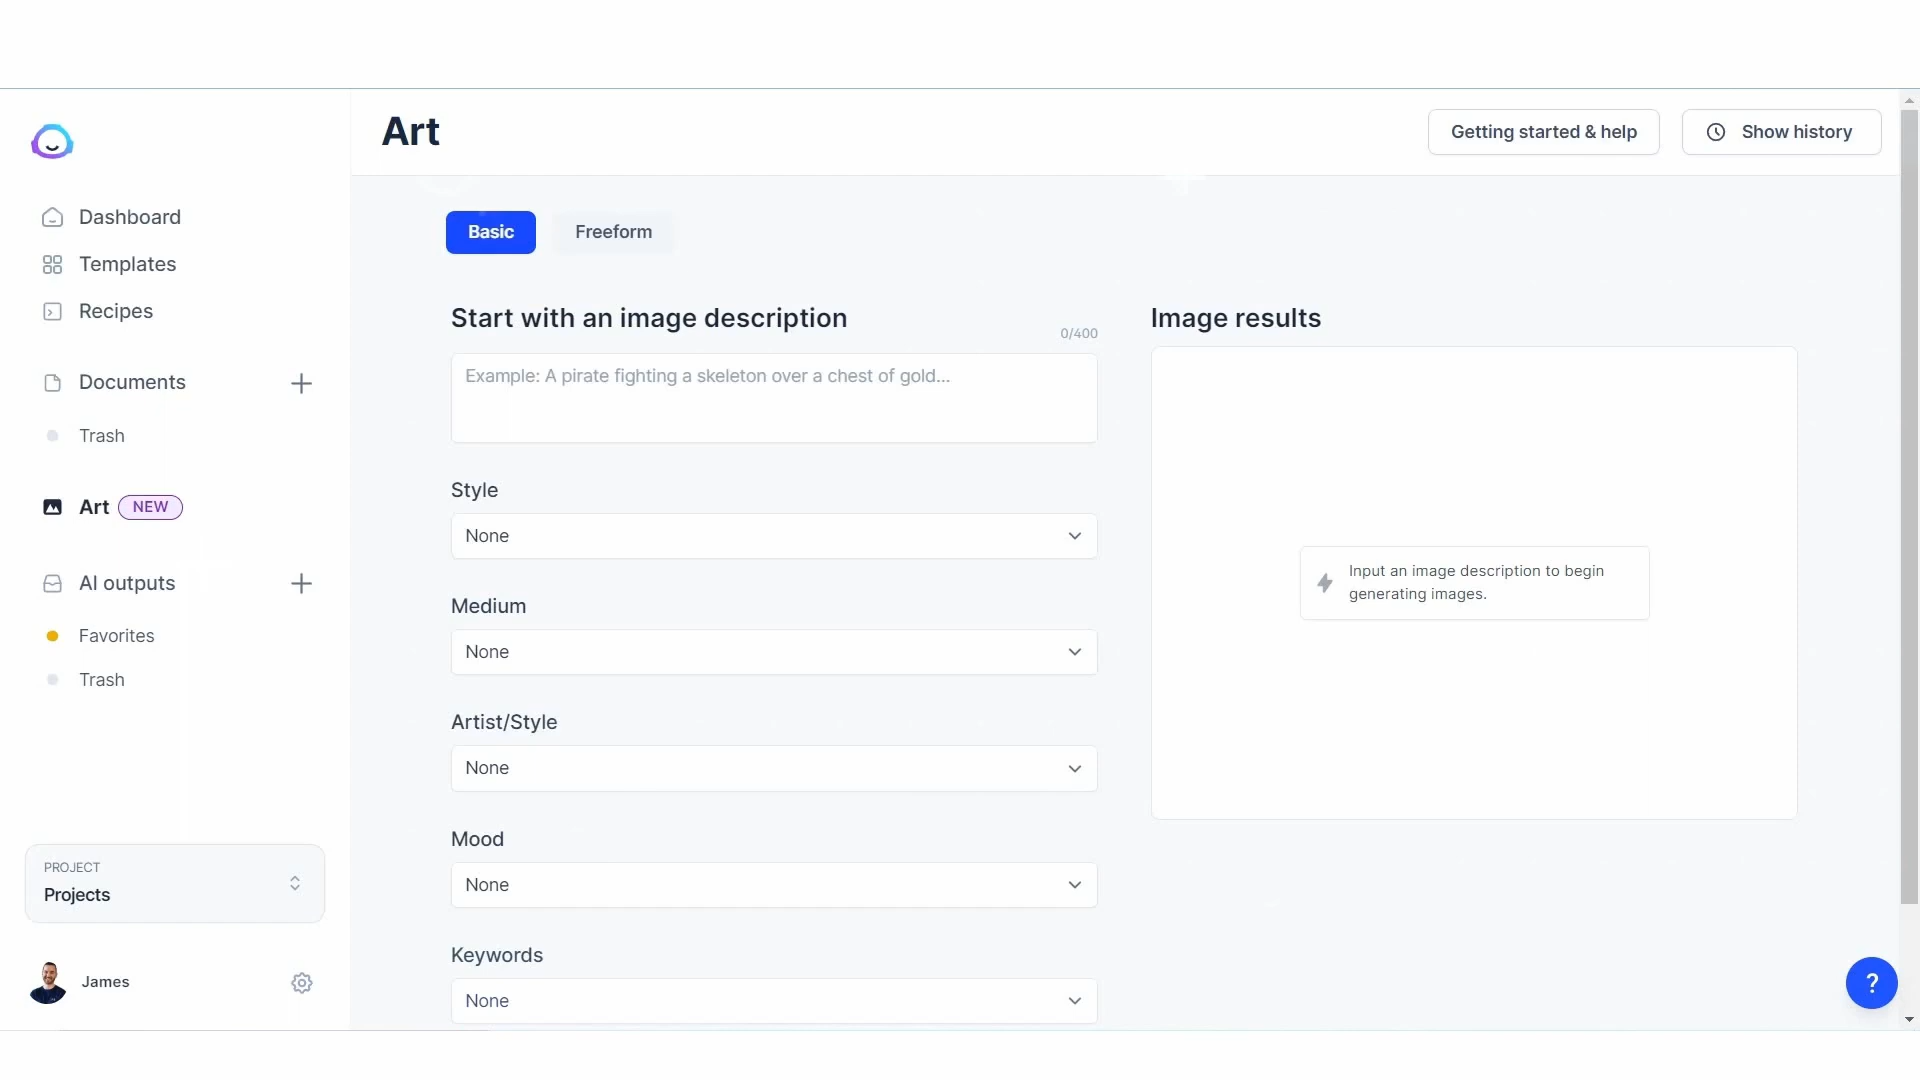 Art
Getting started & help
Show history
Dashboard
Templates
Recipes
Documents
Trash
Art NEW
AI outputs
Favorites
Trash
PROJECT
Projects
James
Basic
Freeform
Start with an image description
0/400
Example: A pirate fighting a skeleton over a chest of gold...
Style
None
Medium
None
Artist/Style
None
Mood
None
Keywords
None
Image results
Input an image description to begin
generating images.
?